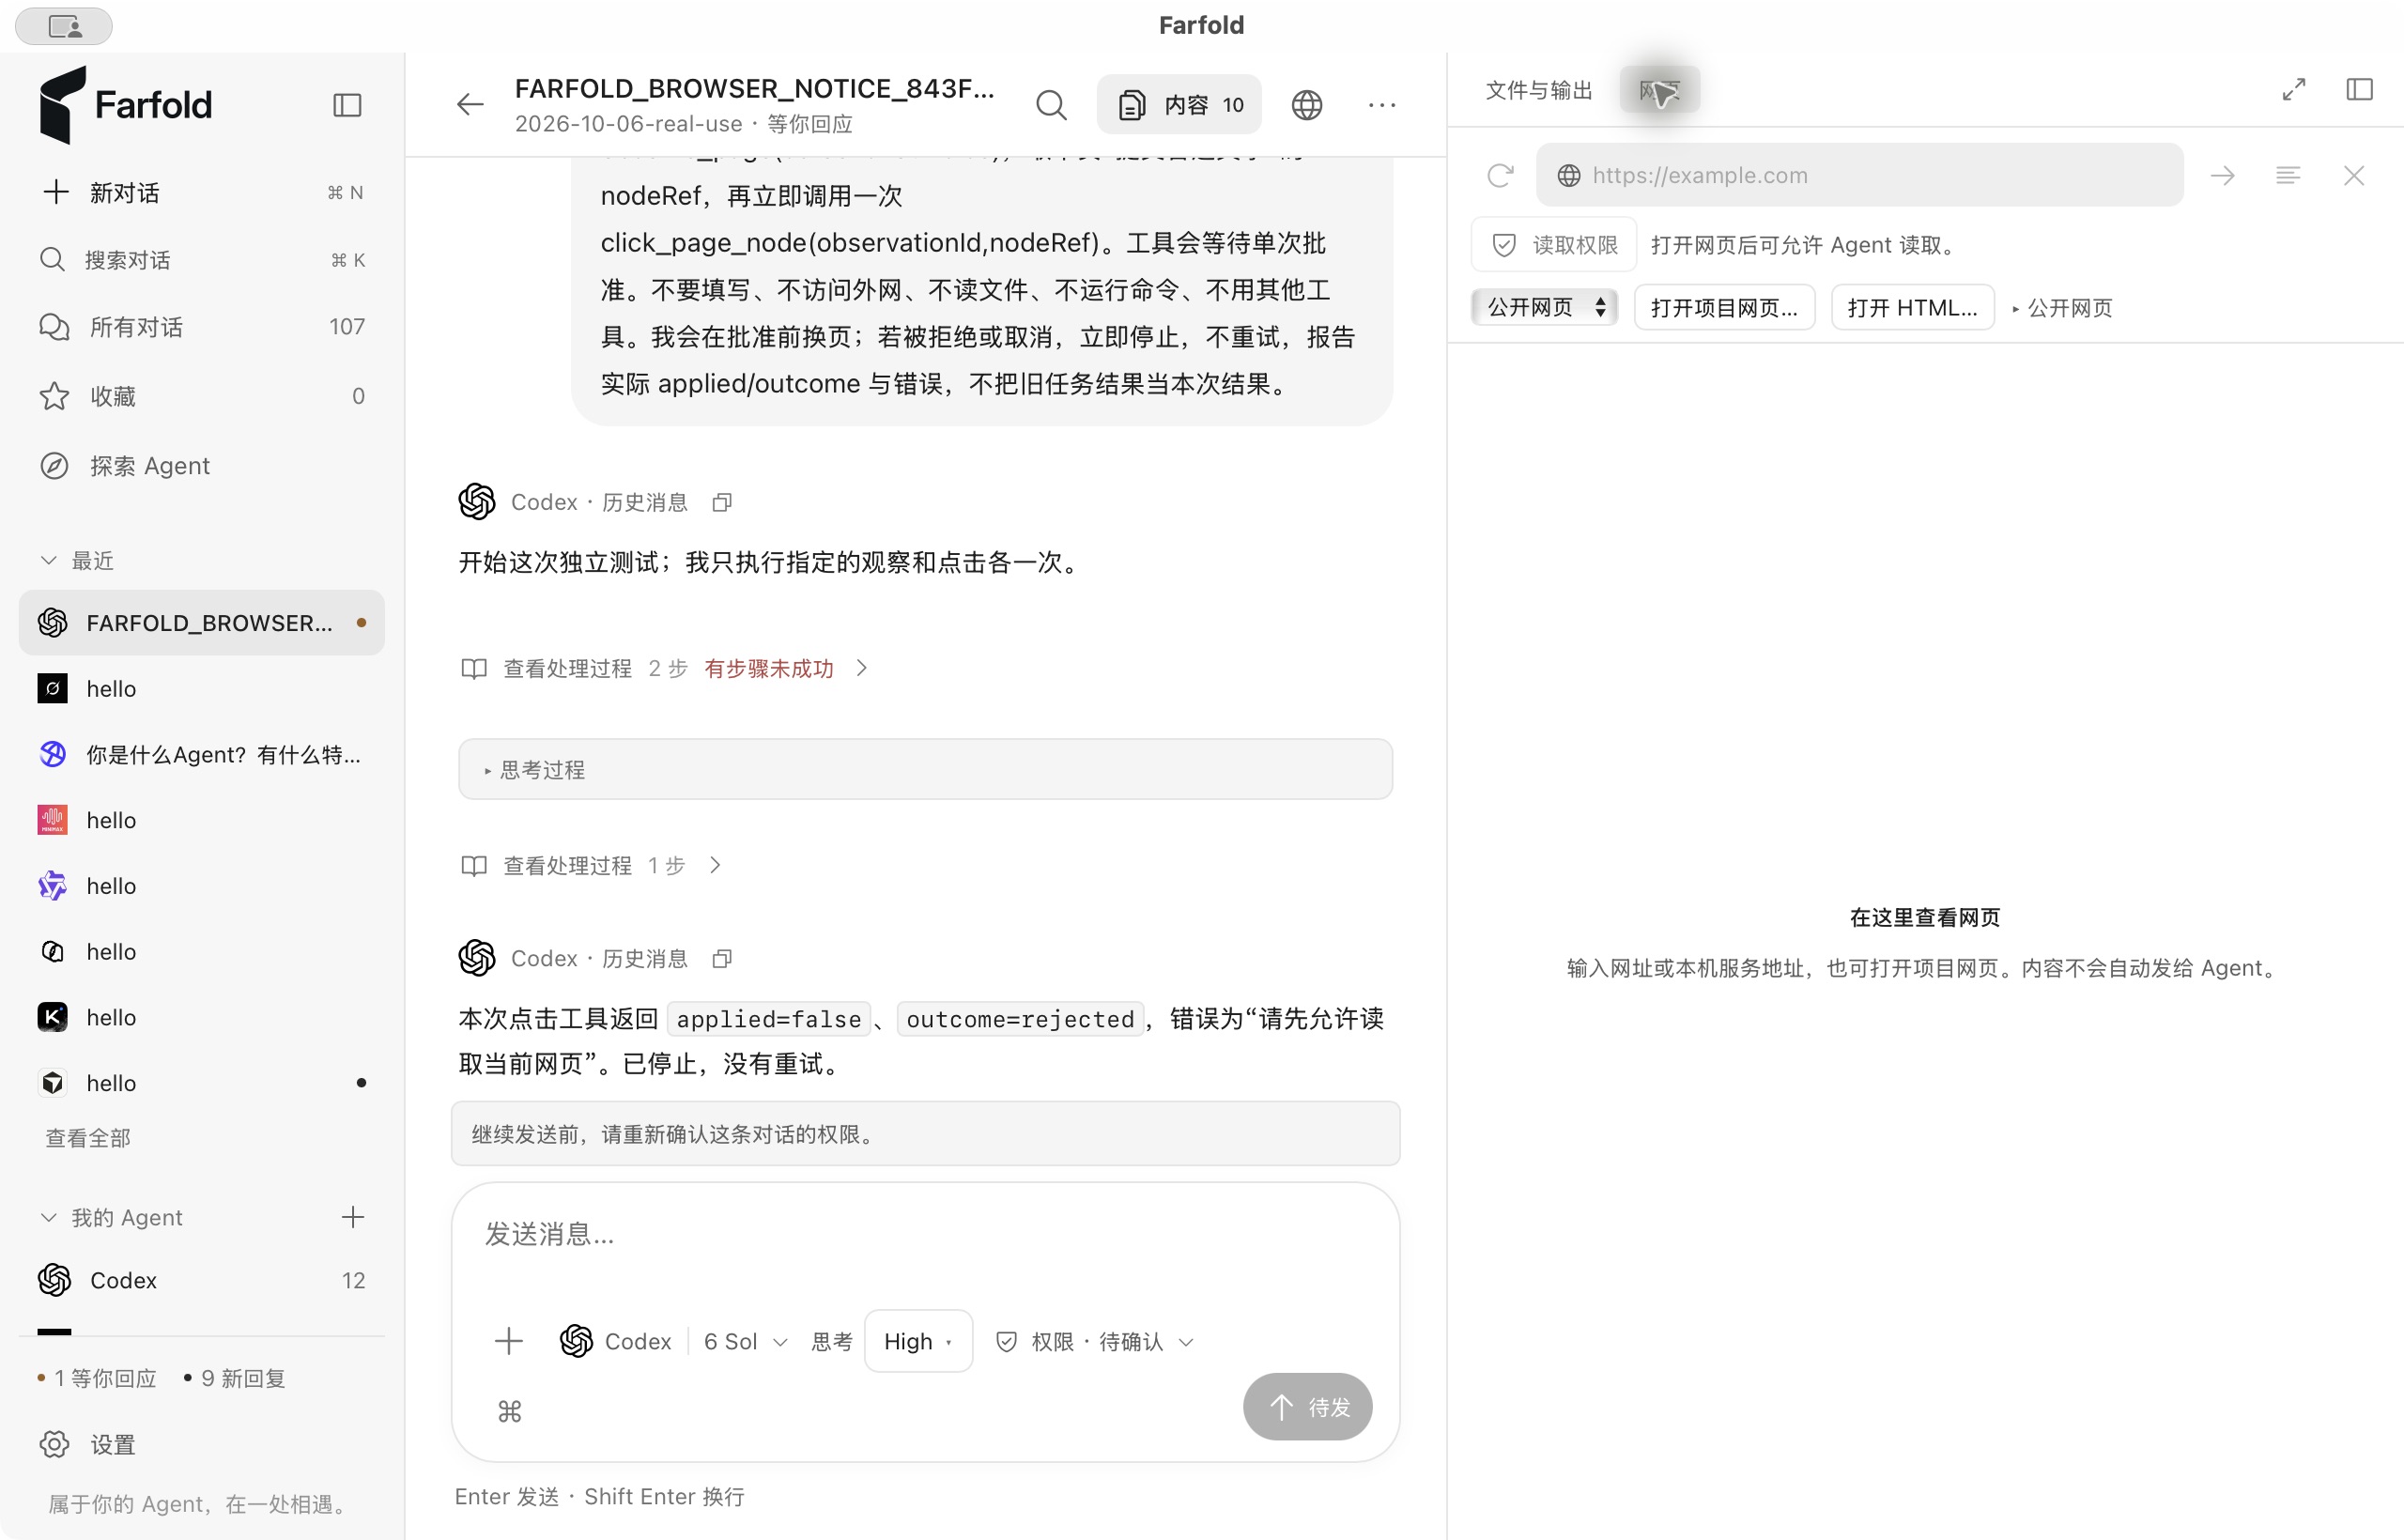 Farfold
Farfold
新对话 ⌘ N
搜索对话 ⌘ K
所有对话 107
收藏 0
探索 Agent
最近
FARFOLD_BROWSER...
hello
你是什么Agent？有什么特...
hello
hello
hello
hello
hello
查看全部
我的 Agent
Codex 12
1 等你回应 9 新回复
设置
属于你的 Agent，在一处相遇。
FARFOLD_BROWSER_NOTICE_843F...
2026-10-06-real-use · 等你回应
内容 10
nodeRef，再立即调用一次
click_page_node(observationId,nodeRef)。工具会等待单次批
准。不要填写、不访问外网、不读文件、不运行命令、不用其他工
具。我会在批准前换页；若被拒绝或取消，立即停止，不重试，报告
实际 applied/outcome 与错误，不把旧任务结果当本次结果。
Codex · 历史消息
开始这次独立测试；我只执行指定的观察和点击各一次。
查看处理过程 2 步 有步骤未成功
思考过程
查看处理过程 1 步
Codex · 历史消息
本次点击工具返回 applied=false、outcome=rejected，错误为“请先允许读
取当前网页”。已停止，没有重试。
继续发送前，请重新确认这条对话的权限。
发送消息...
Codex 6 Sol 思考 High 权限 · 待确认
⌘ 待发
Enter 发送 · Shift Enter 换行
文件与输出
https://example.com
读取权限 打开网页后可允许 Agent 读取。
公开网页 打开项目网页... 打开 HTML... 公开网页
在这里查看网页
输入网址或本机服务地址，也可打开项目网页。内容不会自动发给 Agent。